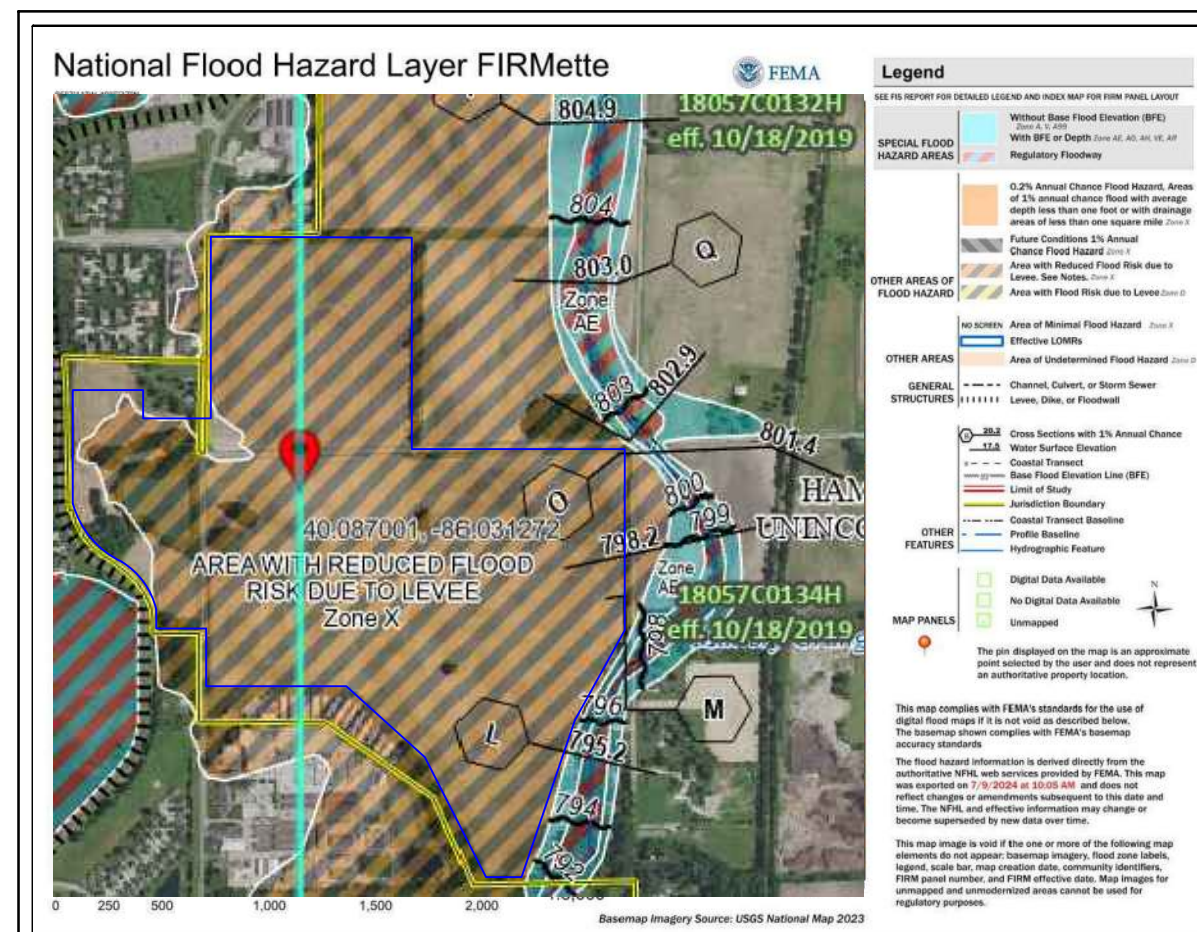 National Flood Hazard Layer FIRMette
FEMA
804.9
18057C0132H
eff. 10/18/2019
804
Q
803.0
Zone
AE
802.9
803
801.4
O
800
799
HAM
UNINCO
40.087001, -86.031272
798.2
AREA WITH REDUCED FLOOD
RISK DUE TO LEVEE
Zone X
Zone
AE
18057C0134H
eff. 10/18/2019
798
796
M
L
795.2
794
792
0 250 500 1,000 1,500 2,000
Basemap Imagery Source: USGS National Map 2023
Legend
SEE FIS REPORT FOR DETAILED LEGEND AND INDEX MAP FOR FIRM PANEL LAYOUT
SPECIAL FLOOD
HAZARD AREAS
Without Base Flood Elevation (BFE)
Zone A, V, A99
With BFE or Depth Zone AE, AO, AH, VE, AR
Regulatory Floodway
0.2% Annual Chance Flood Hazard, Areas
of 1% annual chance flood with average
depth less than one foot or with drainage
areas of less than one square mile Zone X
Future Conditions 1% Annual
Chance Flood Hazard Zone X
Area with Reduced Flood Risk due to
Levee. See Notes. Zone X
OTHER AREAS OF
FLOOD HAZARD
Area with Flood Risk due to Levee Zone D
NO SCREEN Area of Minimal Flood Hazard Zone X
Effective LOMRs
OTHER AREAS
Area of Undetermined Flood Hazard Zone D
GENERAL
STRUCTURES
Channel, Culvert, or Storm Sewer
Levee, Dike, or Floodwall
20.2 Cross Sections with 1% Annual Chance
17.5 Water Surface Elevation
Coastal Transect
Base Flood Elevation Line (BFE)
Limit of Study
Jurisdiction Boundary
Coastal Transect Baseline
OTHER
FEATURES
Profile Baseline
Hydrographic Feature
Digital Data Available
No Digital Data Available
MAP PANELS
Unmapped
N
The pin displayed on the map is an approximate
point selected by the user and does not represent
an authoritative property location.
This map complies with FEMA's standards for the use of
digital flood maps if it is not void as described below.
The basemap shown complies with FEMA's basemap
accuracy standards
The flood hazard information is derived directly from the
authoritative NFHL web services provided by FEMA. This map
was exported on 7/9/2024 at 10:05 AM and does not
reflect changes or amendments subsequent to this date and
time. The NFHL and effective information may change or
become superseded by new data over time.
This map image is void if the one or more of the following map
elements do not appear: basemap imagery, flood zone labels,
legend, scale bar, map creation date, community identifiers,
FIRM panel number, and FIRM effective date. Map images for
unmapped and unmodernized areas cannot be used for
regulatory purposes.